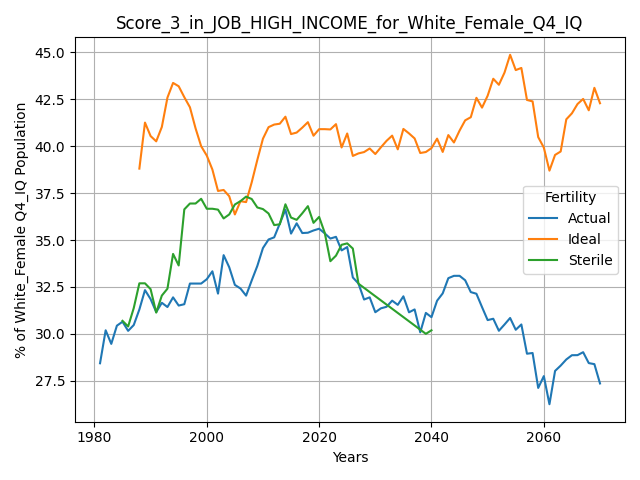 Score_3_in_JOB_HIGH_INCOME_for_White_Female_Q4_IQ
% of White_Female Q4_IQ Population
45.0
42.5
40.0
37.5
35.0
32.5
30.0
27.5
Fertility
Actual
Ideal
Sterile
1980
2000
2020
2040
2060
Years